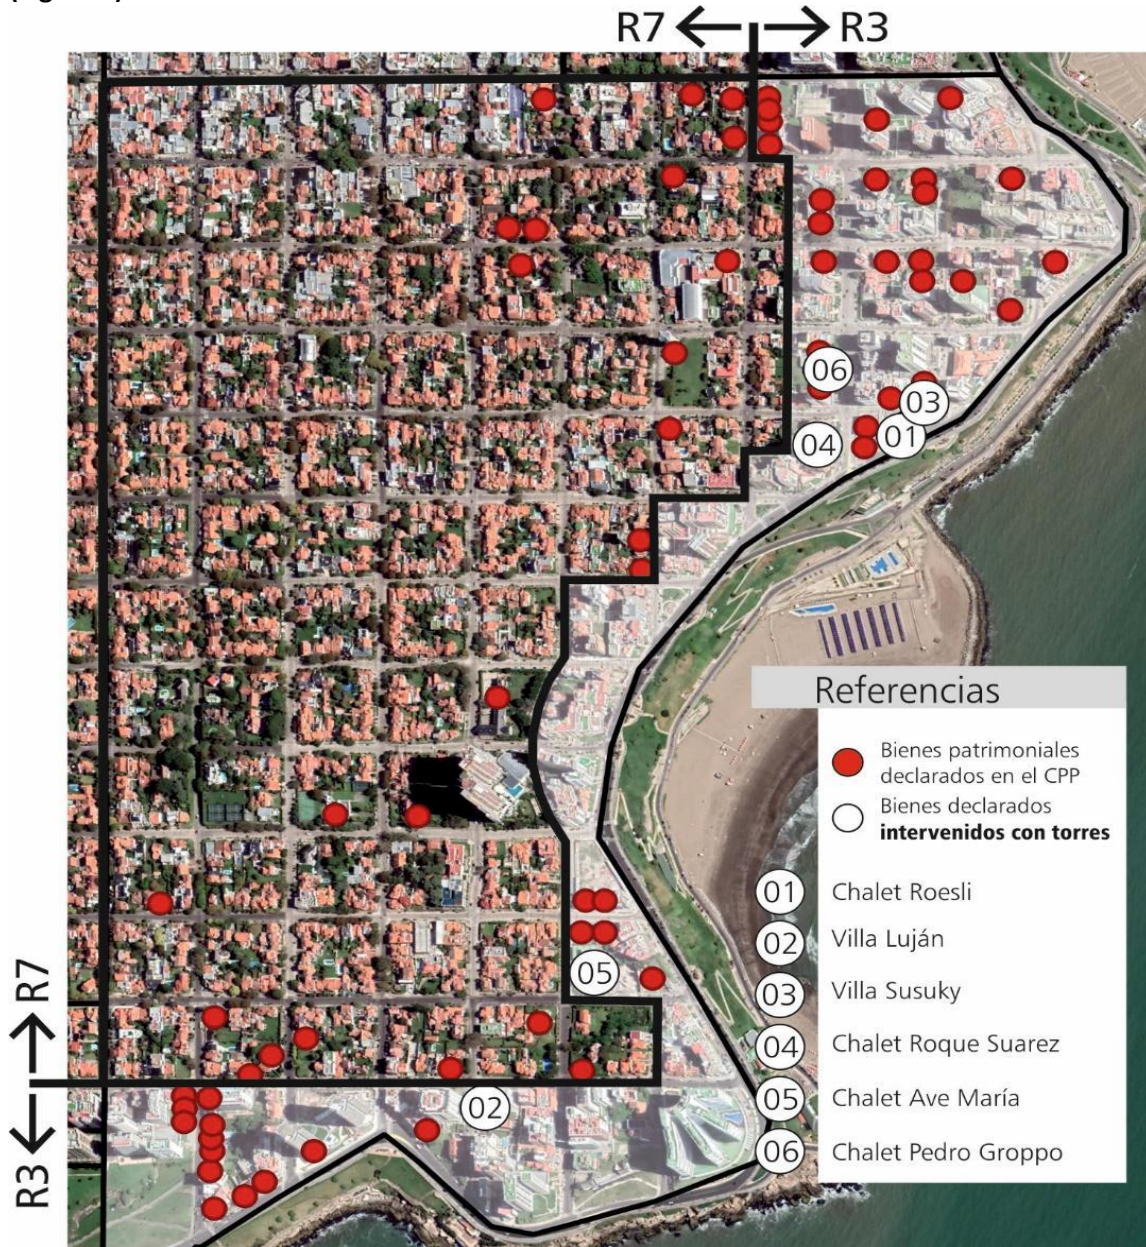 R7 R3
06
03
01
04
05
02
R7
R3
Referencias
Bienes patrimoniales
declarados en el CPP
Bienes declarados
intervenidos con torres
01 Chalet Roesli
02 Villa Luján
03 Villa Susuky
04 Chalet Roque Suarez
05 Chalet Ave María
06 Chalet Pedro Groppo